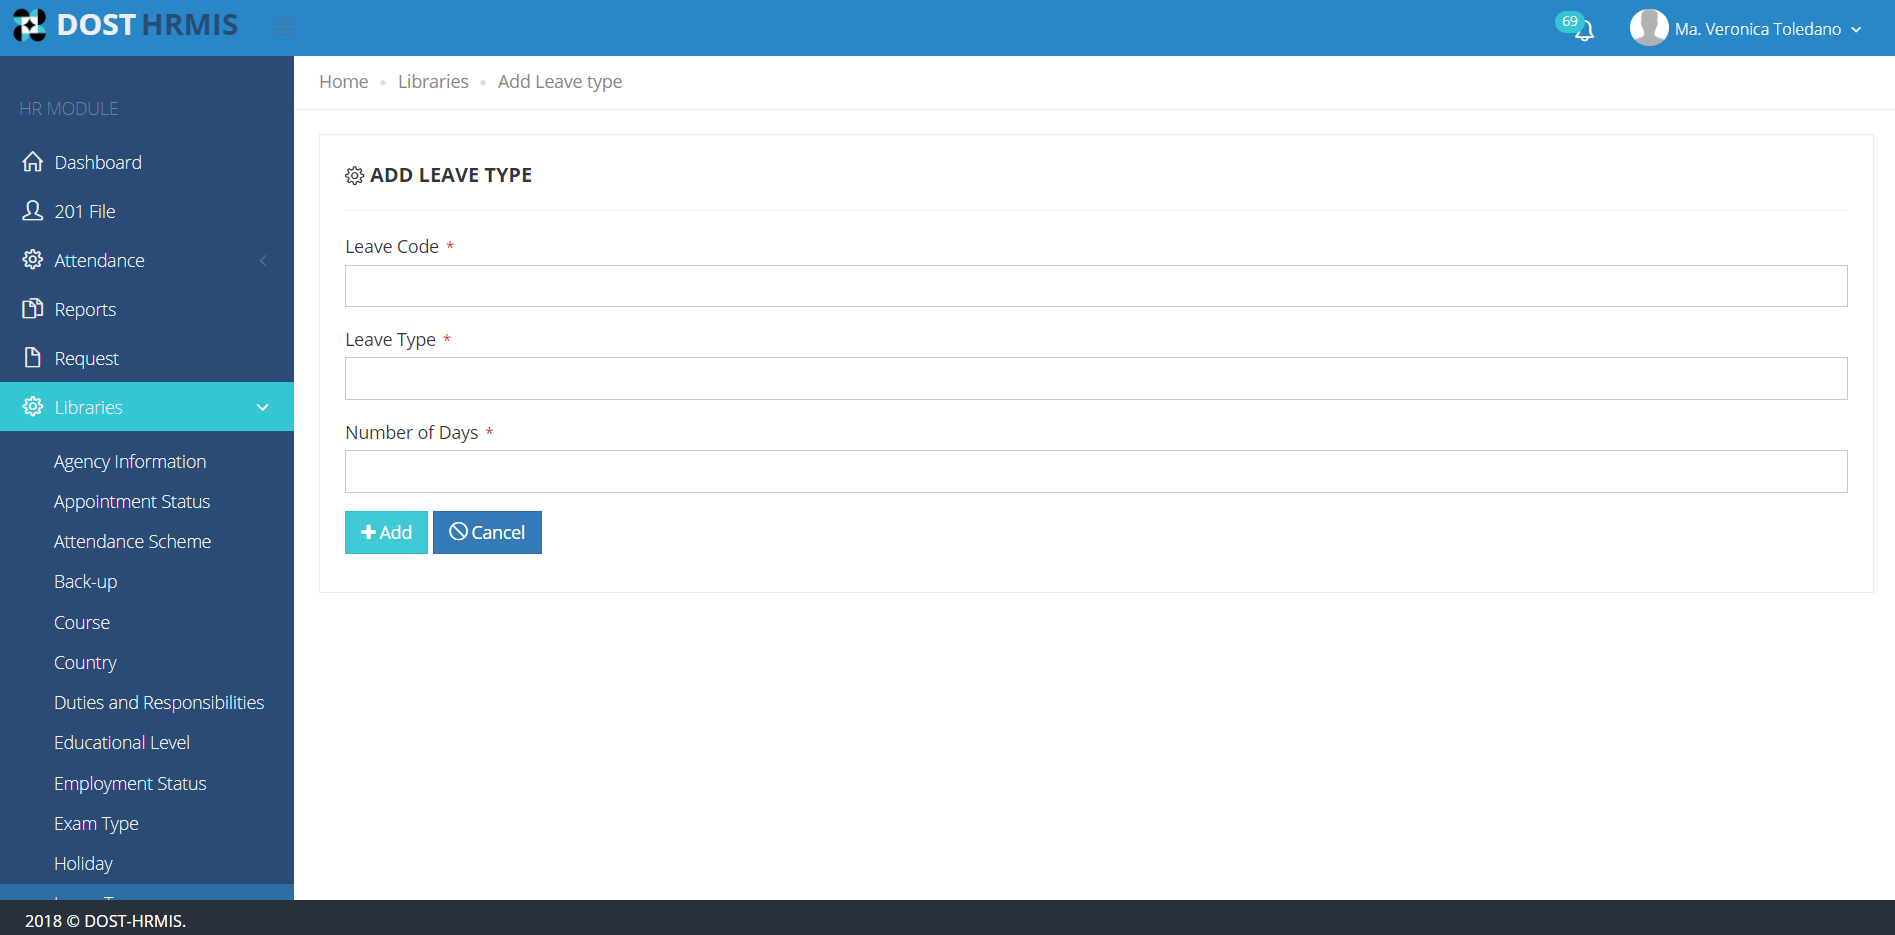 DOST HRMIS
69
Ma. Veronica Toledano
HR MODULE
Dashboard
201 File
Attendance
Reports
Request
Libraries
Agency Information
Appointment Status
Attendance Scheme
Back-up
Course
Country
Duties and Responsibilities
Educational Level
Employment Status
Exam Type
Holiday
Home • Libraries • Add Leave type
ADD LEAVE TYPE
Leave Code *
Leave Type *
Number of Days *
Add
Cancel
2018 © DOST-HRMIS.